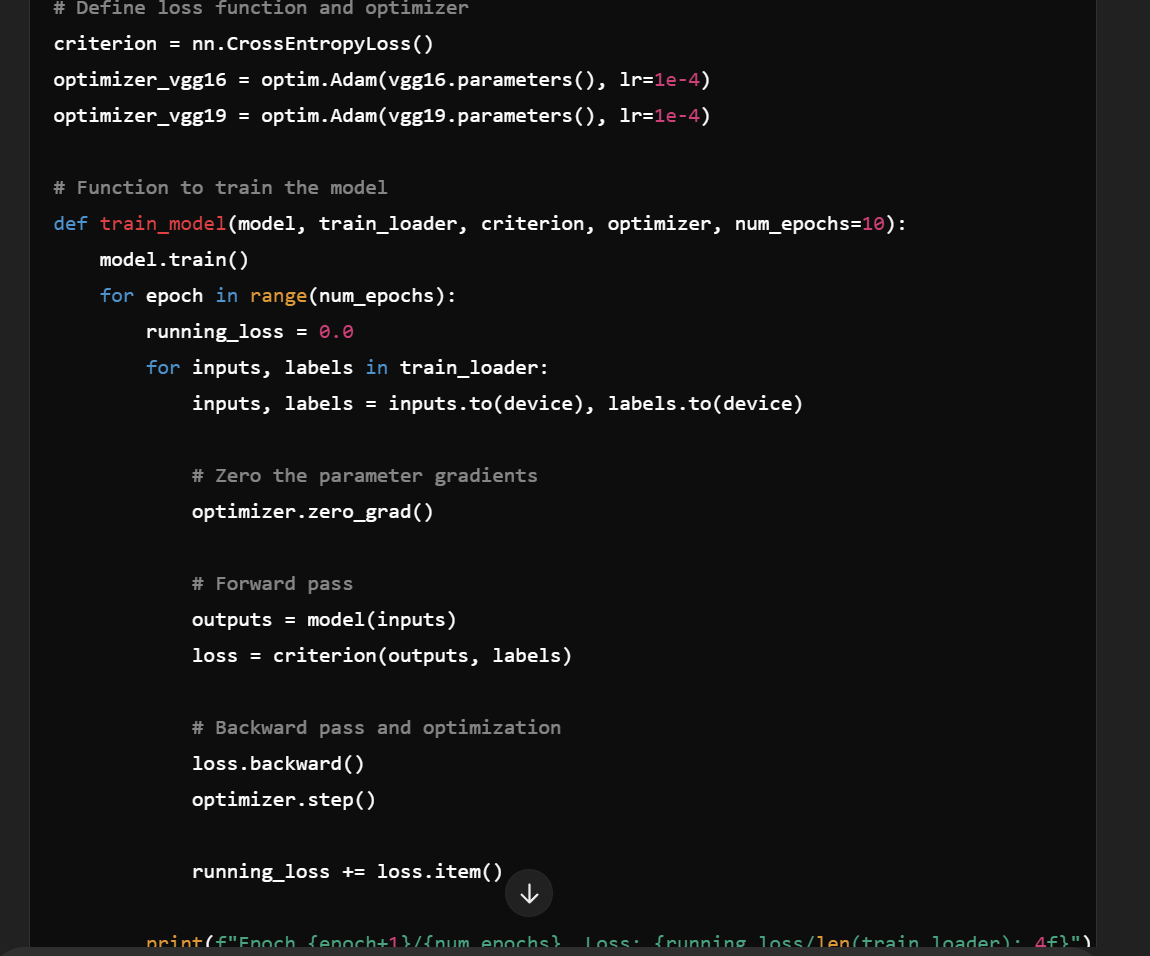 # Define loss function and optimizer
criterion = nn.CrossEntropyLoss()
optimizer_vgg16 = optim.Adam(vgg16.parameters(), lr=1e-4)
optimizer_vgg19 = optim.Adam(vgg19.parameters(), lr=1e-4)
# Function to train the model
def train_model(model, train_loader, criterion, optimizer, num_epochs=10):
    model.train()
    for epoch in range(num_epochs):
        running_loss = 0.0
        for inputs, labels in train_loader:
            inputs, labels = inputs.to(device), labels.to(device)
            # Zero the parameter gradients
            optimizer.zero_grad()
            # Forward pass
            outputs = model(inputs)
            loss = criterion(outputs, labels)
            # Backward pass and optimization
            loss.backward()
            optimizer.step()
            running_loss += loss.item()
        print(f"Epoch {epoch+1}/{num_epochs}, Loss: {running_loss/len(train_loader):.4f}")